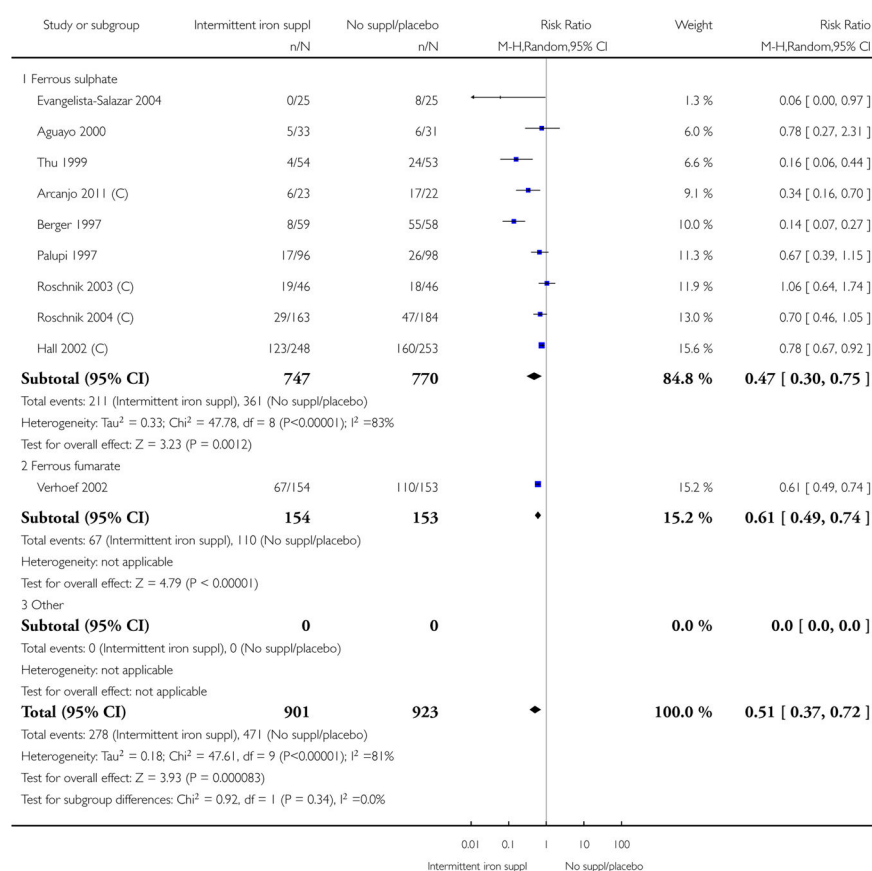 Study or subgroup Intermittent iron suppl No suppl/placebo Risk Ratio Weight Risk Ratio
n/N n/N M-H,Random,95% CI M-H,Random,95% CI
1 Ferrous sulphate
Evangelista-Salazar 2004 0/25 8/25 1.3 % 0.06 [ 0.00, 0.97 ]
Aguayo 2000 5/33 6/31 6.0 % 0.78 [ 0.27, 2.31 ]
Thu 1999 4/54 24/53 6.6 % 0.16 [ 0.06, 0.44 ]
Arcanjo 2011 (C) 6/23 17/22 9.1 % 0.34 [ 0.16, 0.70 ]
Berger 1997 8/59 55/58 10.0 % 0.14 [ 0.07, 0.27 ]
Palupi 1997 17/96 26/98 11.3 % 0.67 [ 0.39, 1.15 ]
Roschnik 2003 (C) 19/46 18/46 11.9 % 1.06 [ 0.64, 1.74 ]
Roschnik 2004 (C) 29/163 47/184 13.0 % 0.70 [ 0.46, 1.05 ]
Hall 2002 (C) 123/248 160/253 15.6 % 0.78 [ 0.67, 0.92 ]
Subtotal (95% CI) 747 770 84.8 % 0.47 [ 0.30, 0.75 ]
Total events: 211 (Intermittent iron suppl), 361 (No suppl/placebo)
Heterogeneity: Tau² = 0.33; Chi² = 47.78, df = 8 (P<0.00001); I² =83%
Test for overall effect: Z = 3.23 (P = 0.0012)
2 Ferrous fumarate
Verhoef 2002 67/154 110/153 15.2 % 0.61 [ 0.49, 0.74 ]
Subtotal (95% CI) 154 153 15.2 % 0.61 [ 0.49, 0.74 ]
Total events: 67 (Intermittent iron suppl), 110 (No suppl/placebo)
Heterogeneity: not applicable
Test for overall effect: Z = 4.79 (P < 0.00001)
3 Other
Subtotal (95% CI) 0 0 0.0 % 0.0 [ 0.0, 0.0 ]
Total events: 0 (Intermittent iron suppl), 0 (No suppl/placebo)
Heterogeneity: not applicable
Test for overall effect: not applicable
Total (95% CI) 901 923 100.0 % 0.51 [ 0.37, 0.72 ]
Total events: 278 (Intermittent iron suppl), 471 (No suppl/placebo)
Heterogeneity: Tau² = 0.18; Chi² = 47.61, df = 9 (P<0.00001); I² =81%
Test for overall effect: Z = 3.93 (P = 0.000083)
Test for subgroup differences: Chi² = 0.92, df = 1 (P = 0.34), I² =0.0%
0.01 0.1 1 10 100
Intermittent iron suppl No suppl/placebo